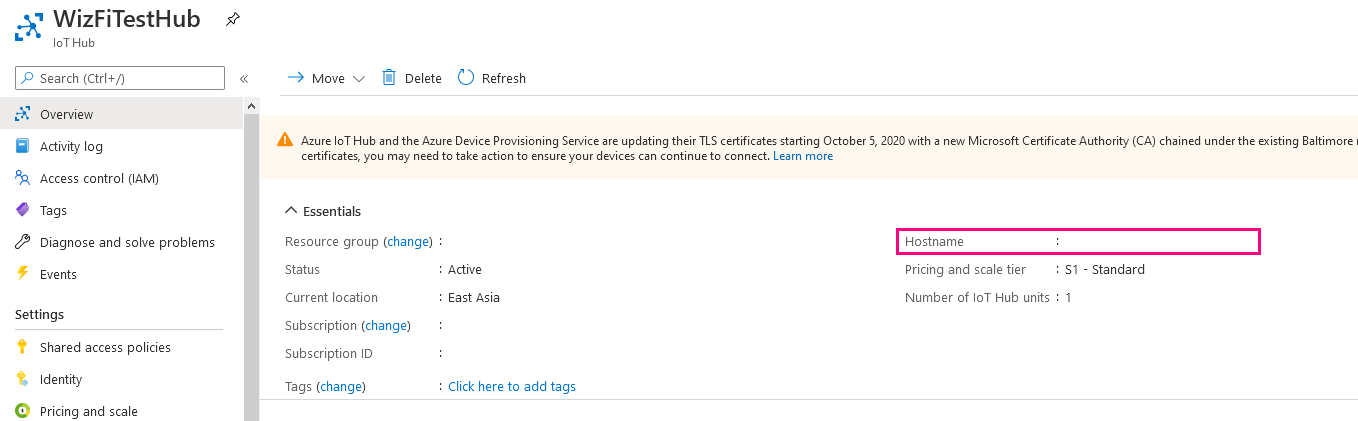 WizFiTestHub
IoT Hub
Search (Ctrl+/)
«
Overview
Activity log
Access control (IAM)
Tags
Diagnose and solve problems
Events
Settings
Shared access policies
Identity
Pricing and scale
Move
Delete
Refresh
Azure IoT Hub and the Azure Device Provisioning Service are updating their TLS certificates starting October 5, 2020 with a new Microsoft Certificate Authority (CA) chained under the existing Baltimore
certificates, you may need to take action to ensure your devices can continue to connect. Learn more
Essentials
Resource group (change) :
Status : Active
Current location : East Asia
Subscription (change) :
Subscription ID :
Tags (change) : Click here to add tags
Hostname :
Pricing and scale tier : S1 - Standard
Number of IoT Hub units : 1